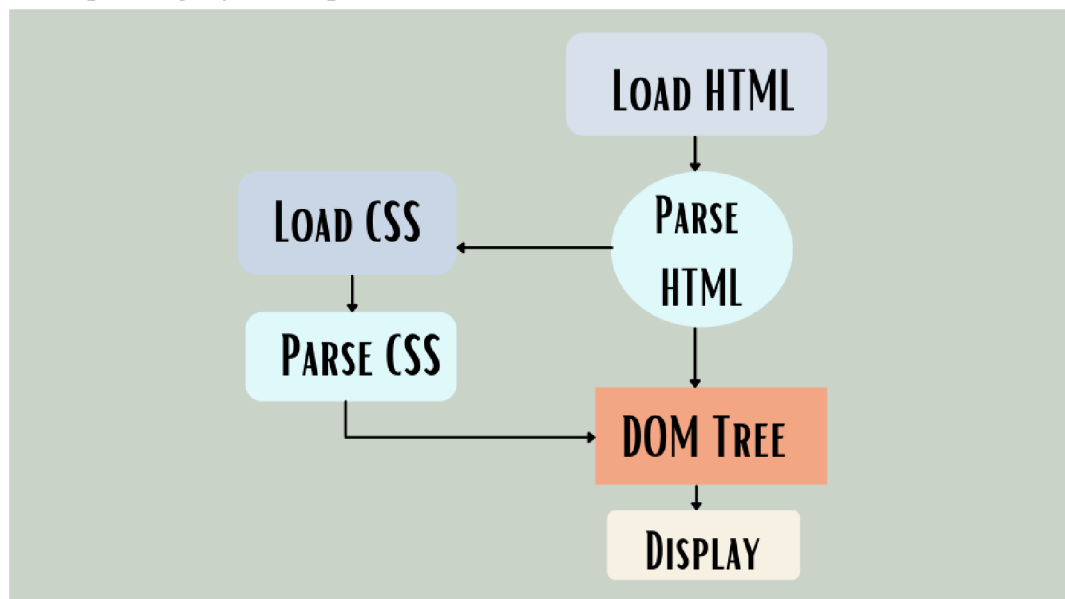 Load HTML
Parse
HTML
Load CSS
Parse CSS
DOM Tree
Display